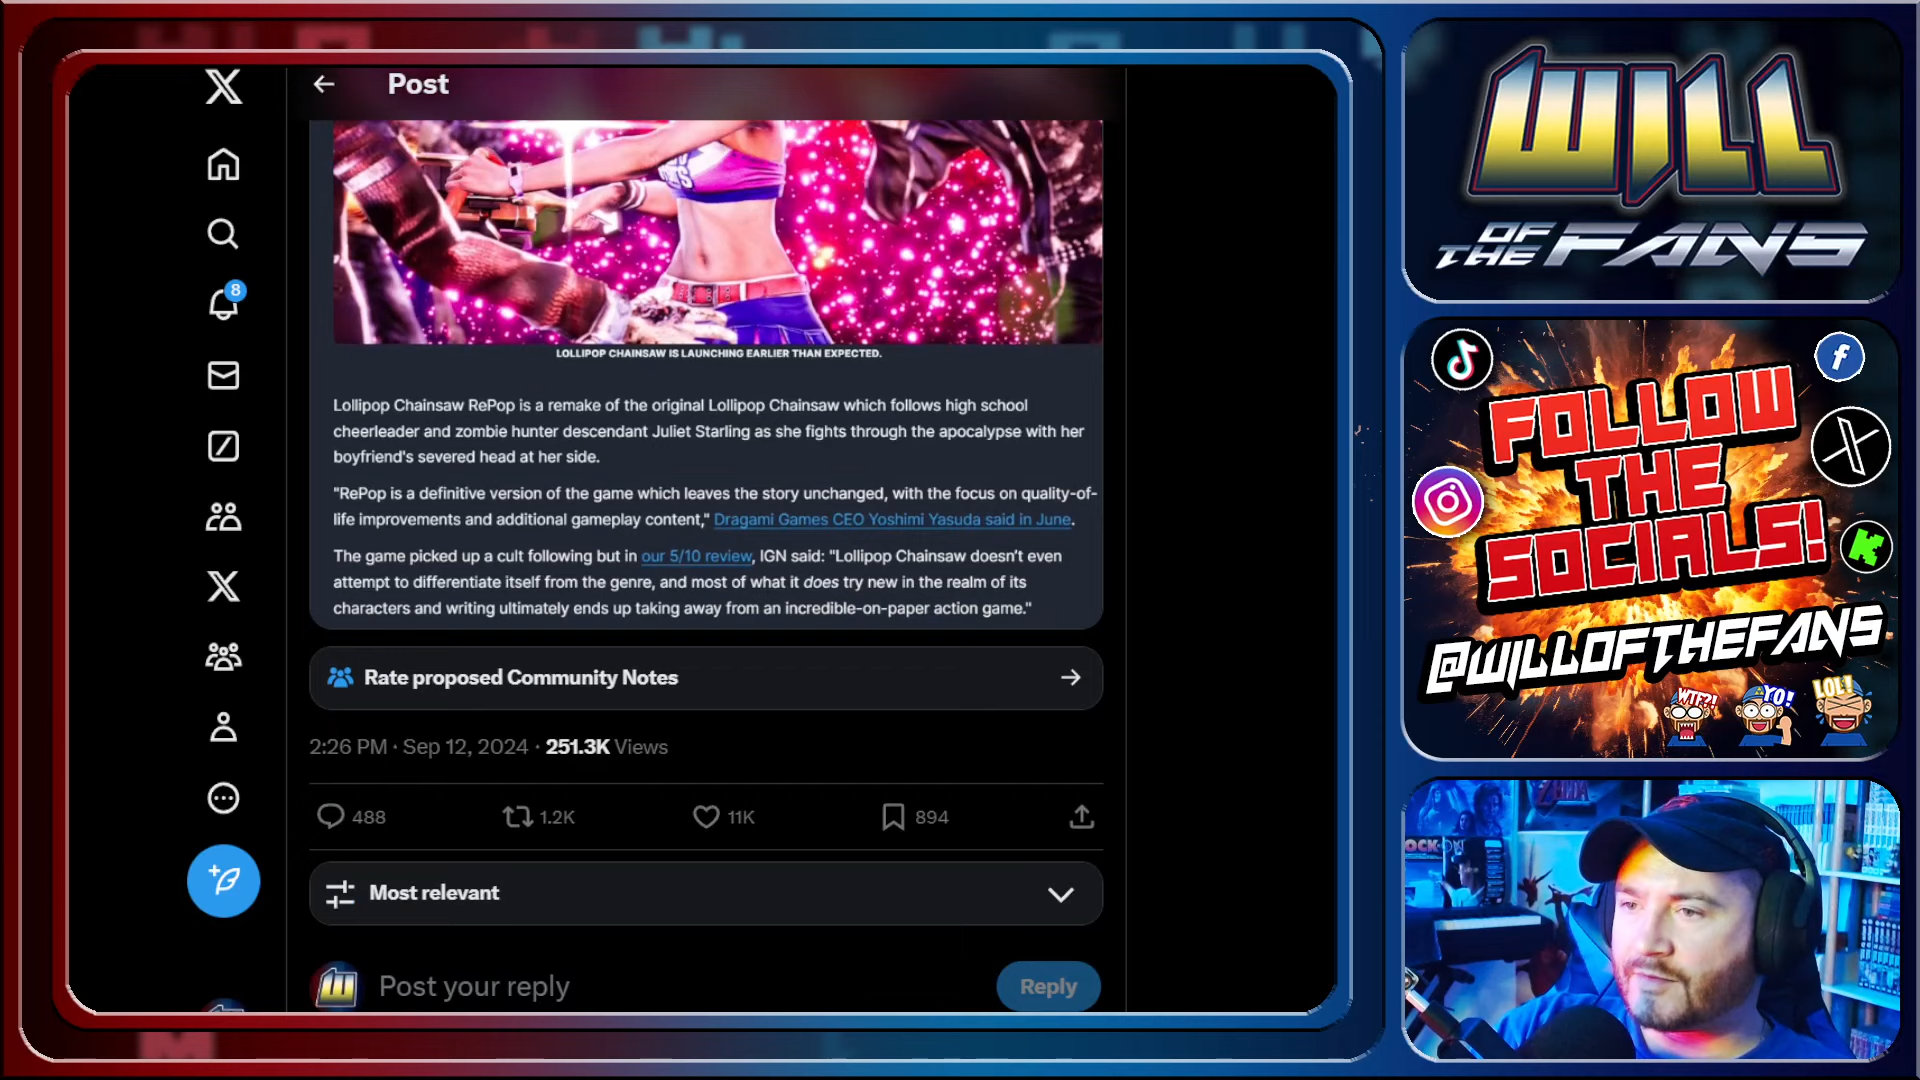 Post
8
LOLLIPOP CHAINSAW IS LAUNCHING EARLIER THAN EXPECTED.
Lollipop Chainsaw RePop is a remake of the original Lollipop Chainsaw which follows high school
cheerleader and zombie hunter descendant Juliet Starling as she fights through the apocalypse with her
boyfriend's severed head at her side.
"RePop is a definitive version of the game which leaves the story unchanged, with the focus on quality-of-
life improvements and additional gameplay content," Dragami Games CEO Yoshimi Yasuda said in June.
The game picked up a cult following but in our 5/10 review, IGN said: "Lollipop Chainsaw doesn’t even
attempt to differentiate itself from the genre, and most of what it does try new in the realm of its
characters and writing ultimately ends up taking away from an incredible-on-paper action game."
Rate proposed Community Notes
2:26 PM · Sep 12, 2024 · 251.3K Views
488 1.2K 11K 894
Most relevant
Post your reply
Reply
WILL
OF
THE FANS
FOLLOW
THE
SOCIALS!
@WILLOFTHEFANS
WTF?!
YO!
LOL!